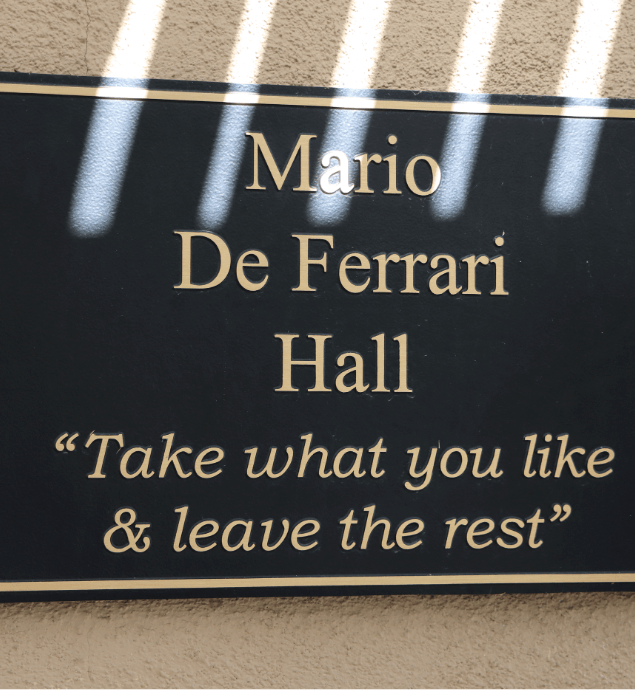 Mario
De Ferrari
Hall
“Take what you like
& leave the rest”